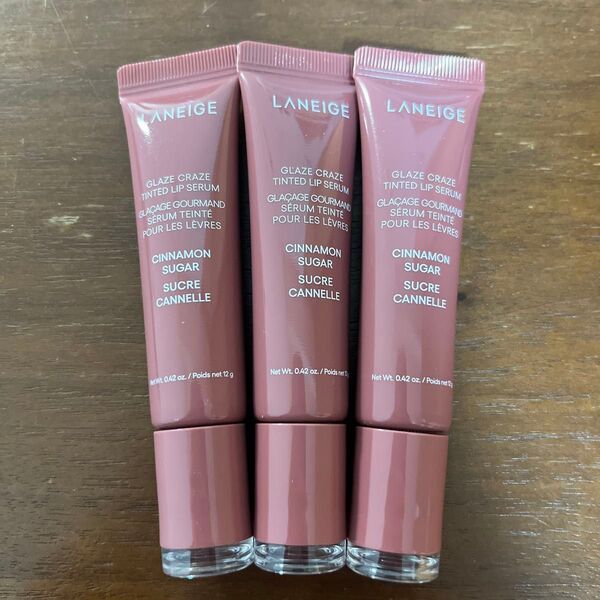 LANEIGE
GLAZE CRAZE
TINTED LIP SERUM
GLAÇAGE GOURMAND
SÉRUM TEINTÉ
POUR LES LÈVRES
CINNAMON
SUGAR
SUCRE
CANNELLE
Net Wt. 0.42 oz. / Poids net 12 g
LANEIGE
GLAZE CRAZE
TINTED LIP SERUM
GLAÇAGE GOURMAND
SÉRUM TEINTÉ
POUR LES LÈVRES
CINNAMON
SUGAR
SUCRE
CANNELLE
Net Wt. 0.42 oz. / Poids net
LANEIGE
GLAZE CRAZE
TINTED LIP SERUM
GLAÇAGE GOURMAND
SÉRUM TEINTÉ
POUR LES LÈVRES
CINNAMON
SUGAR
SUCRE
CANNELLE
Net Wt. 0.42 oz. / Poids net 12 g